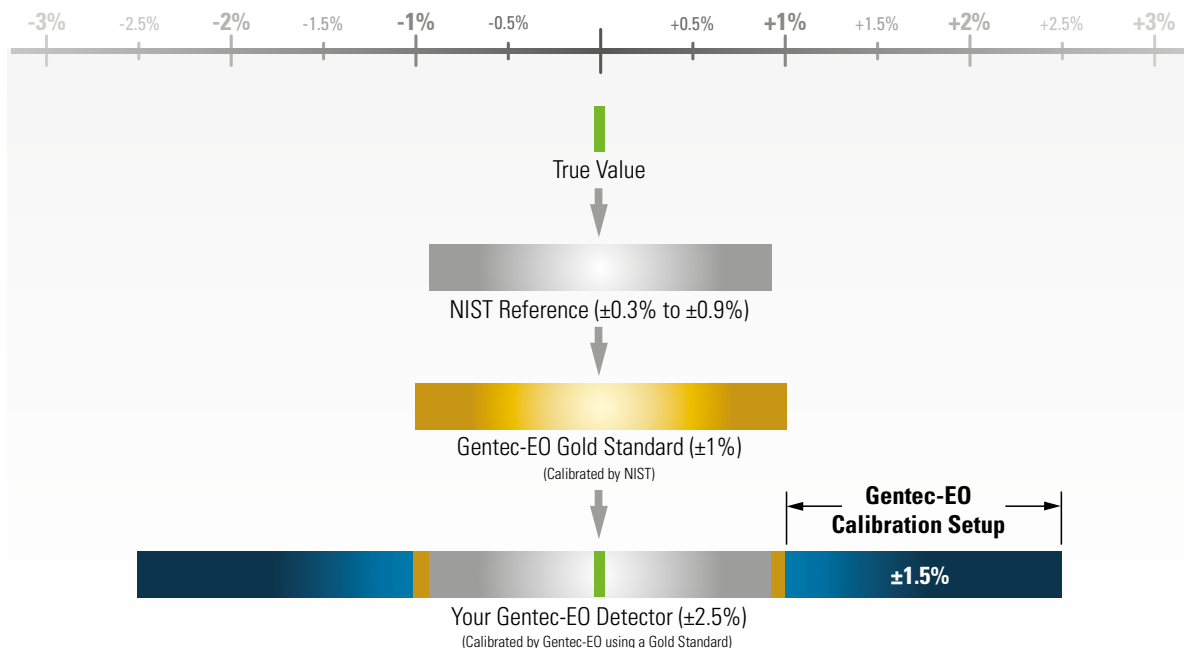 -3% -2.5% -2% -1.5% -1% -0.5% +0.5% +1% +1.5% +2% +2.5% +3%
True Value
NIST Reference (±0.3% to ±0.9%)
Gentec-EO Gold Standard (±1%)
(Calibrated by NIST)
Gentec-EO
Calibration Setup
±1.5%
Your Gentec-EO Detector (±2.5%)
(Calibrated by Gentec-EO using a Gold Standard)